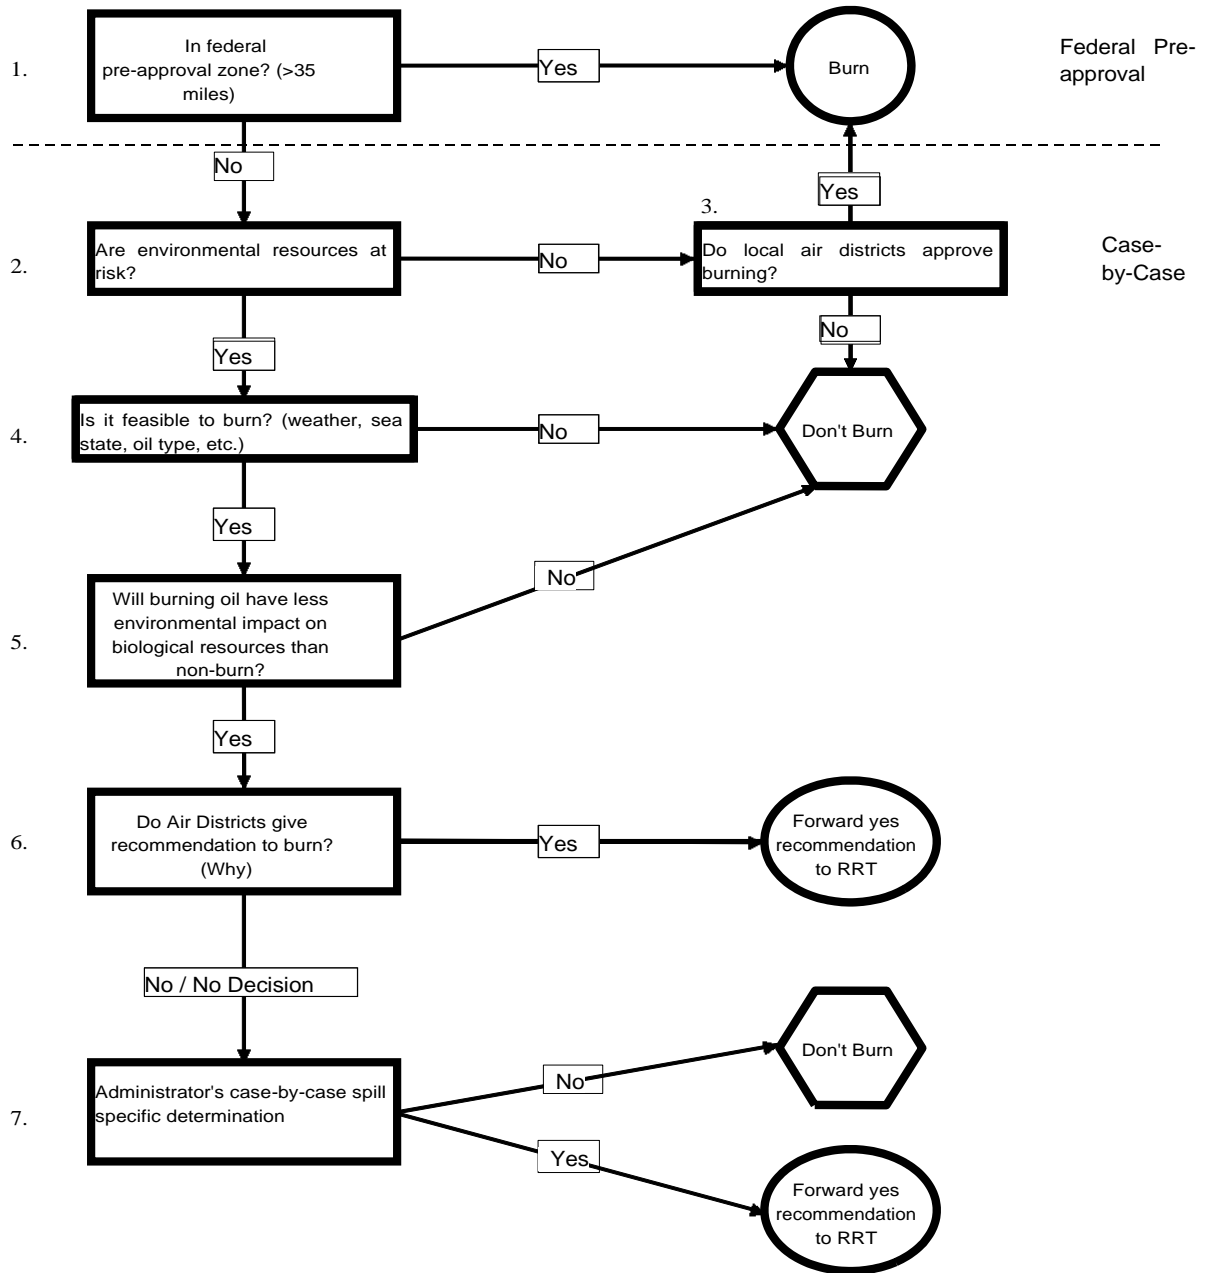 1.
In federal
pre-approval zone? (>35
miles)
Yes
Burn
Federal Pre-
approval
No
Yes
3.
2.
Are environmental resources at
risk?
No
Do local air districts approve
burning?
Case-
by-Case
Yes
No
4.
Is it feasible to burn? (weather, sea
state, oil type, etc.)
No
Don't Burn
Yes
5.
Will burning oil have less
environmental impact on
biological resources than
non-burn?
No
Yes
6.
Do Air Districts give
recommendation to burn?
(Why)
Yes
Forward yes
recommendation
to RRT
No / No Decision
7.
Administrator's case-by-case spill
specific determination
No
Don't Burn
Yes
Forward yes
recommendation
to RRT